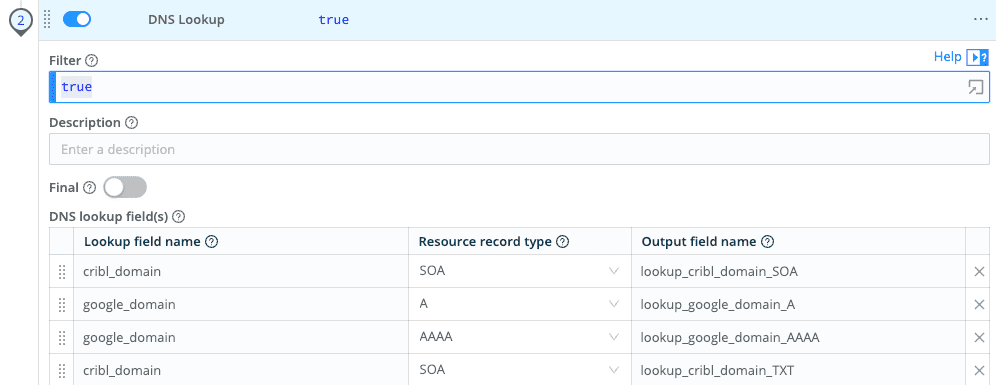 2 DNS Lookup true ...
Filter ? Help ?
true
Description ?
Enter a description
Final ?
DNS lookup field(s) ?
Lookup field name ? Resource record type ? Output field name ?
cribl_domain SOA lookup_cribl_domain_SOA
google_domain A lookup_google_domain_A
google_domain AAAA lookup_google_domain_AAAA
cribl_domain SOA lookup_cribl_domain_TXT